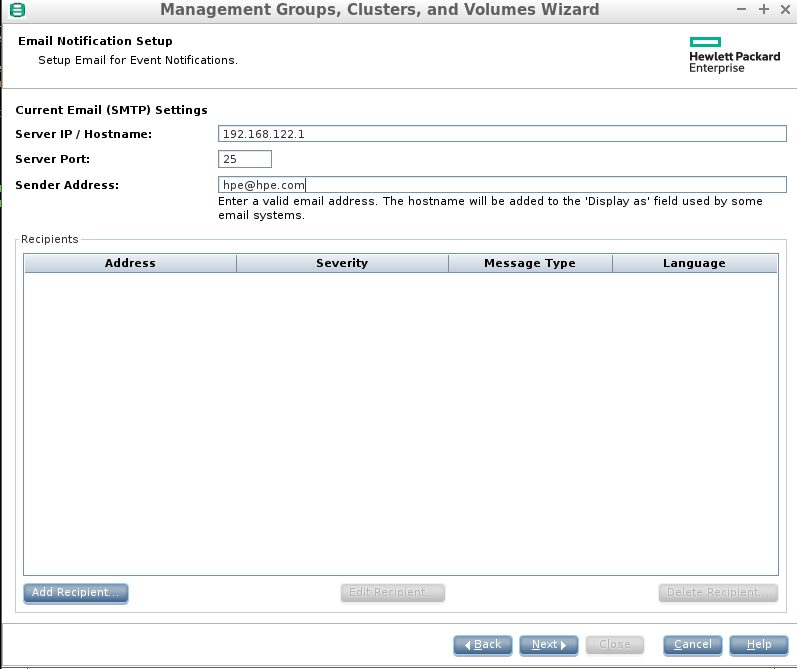 Management Groups, Clusters, and Volumes Wizard
Email Notification Setup
Setup Email for Event Notifications.
Hewlett Packard
Enterprise
Current Email (SMTP) Settings
Server IP / Hostname: 192.168.122.1
Server Port: 25
Sender Address: hpe@hpe.com
Enter a valid email address. The hostname will be added to the 'Display as' field used by some
email systems.
Recipients
Address Severity Message Type Language
Add Recipient... Edit Recipient... Delete Recipient...
Back Next Close Cancel Help